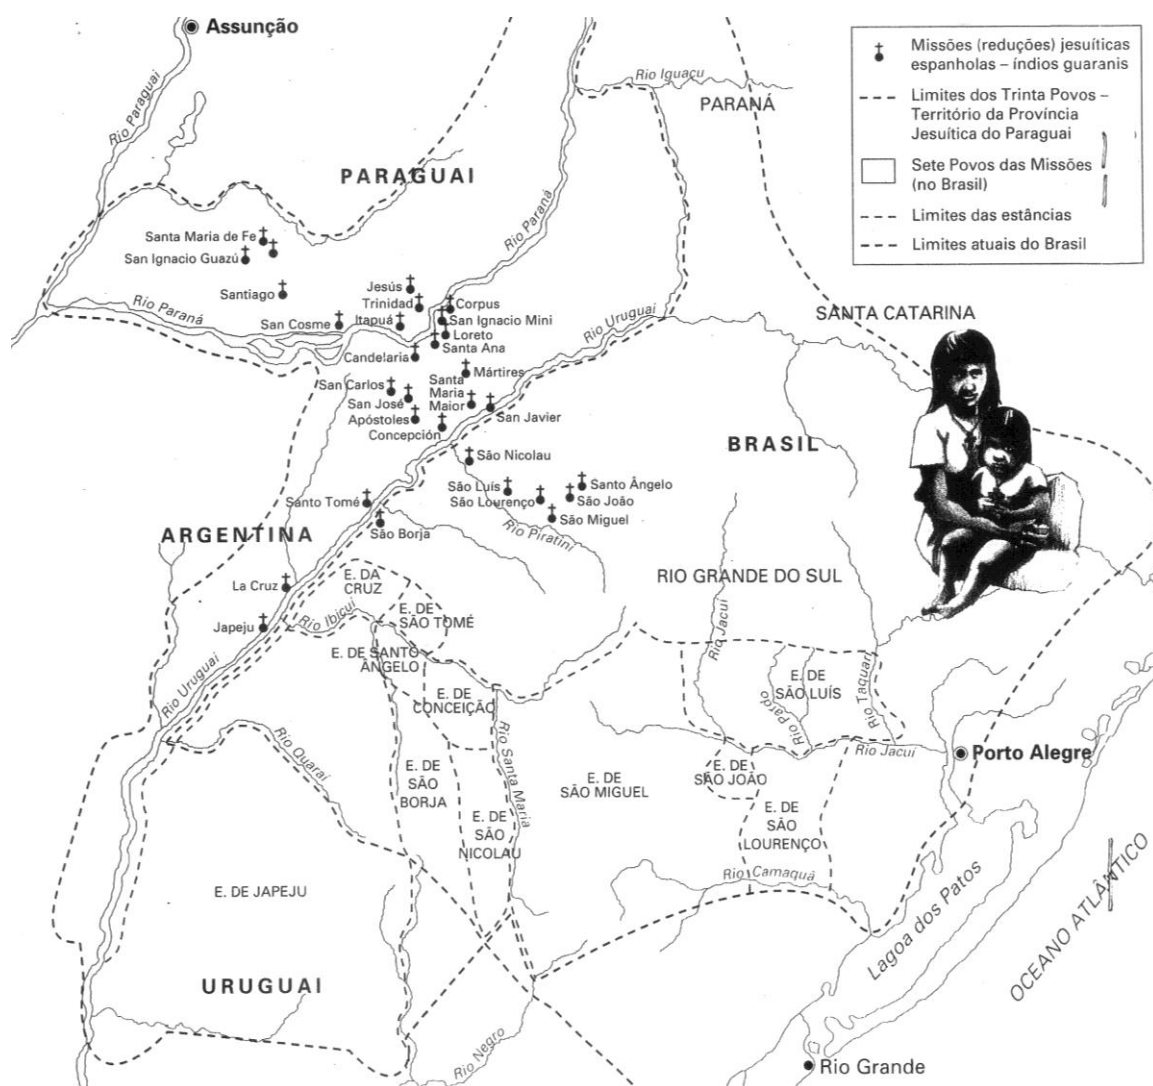 Assunção
Missões (reduções) jesuíticas
espanholas – índios guaranis
Limites dos Trinta Povos –
Território da Província
Jesuítica do Paraguai
Sete Povos das Missões
(no Brasil)
Limites das estâncias
Limites atuais do Brasil
Rio Iguaçu
PARANÁ
Rio Paraguai
PARAGUAI
Rio Paraná
Santa Maria de Fe
San Ignacio Guazú
Santiago
Rio Paraná
San Cosme
Jesús
Trinidad
Itapuá
Corpus
San Ignacio Mini
Loreto
Santa Ana
Candelaria
Rio Uruguai
SANTA CATARINA
Mártires
San Carlos
San José
Santa
Maria
Maior
Apóstoles
Concepción
San Javier
BRASIL
São Nicolau
São Luís
São Lourenço
Santo Ângelo
São João
São Miguel
Santo Tomé
São Borja
Rio Piratini
ARGENTINA
RIO GRANDE DO SUL
La Cruz
E. DA
CRUZ
Japeju
Rio Ibicuí
E. DE
SÃO TOMÉ
Rio Jacuí
E. DE SANTO
ÂNGELO
Rio Uruguai
E. DE
CONCEIÇÃO
E. DE
SÃO LUÍS
Rio Pardo
Rio Taquari
Rio Quaraí
Rio Santa Maria
Rio Jacuí
Porto Alegre
E. DE
SÃO
BORJA
E. DE
SÃO MIGUEL
E. DE
SÃO JOÃO
E. DE
SÃO
NICOLAU
E. DE
SÃO
LOURENÇO
Rio Camaquã
E. DE JAPEJU
Lagoa dos Patos
OCEANO ATLÂNTICO
URUGUAI
Rio Negro
Rio Grande